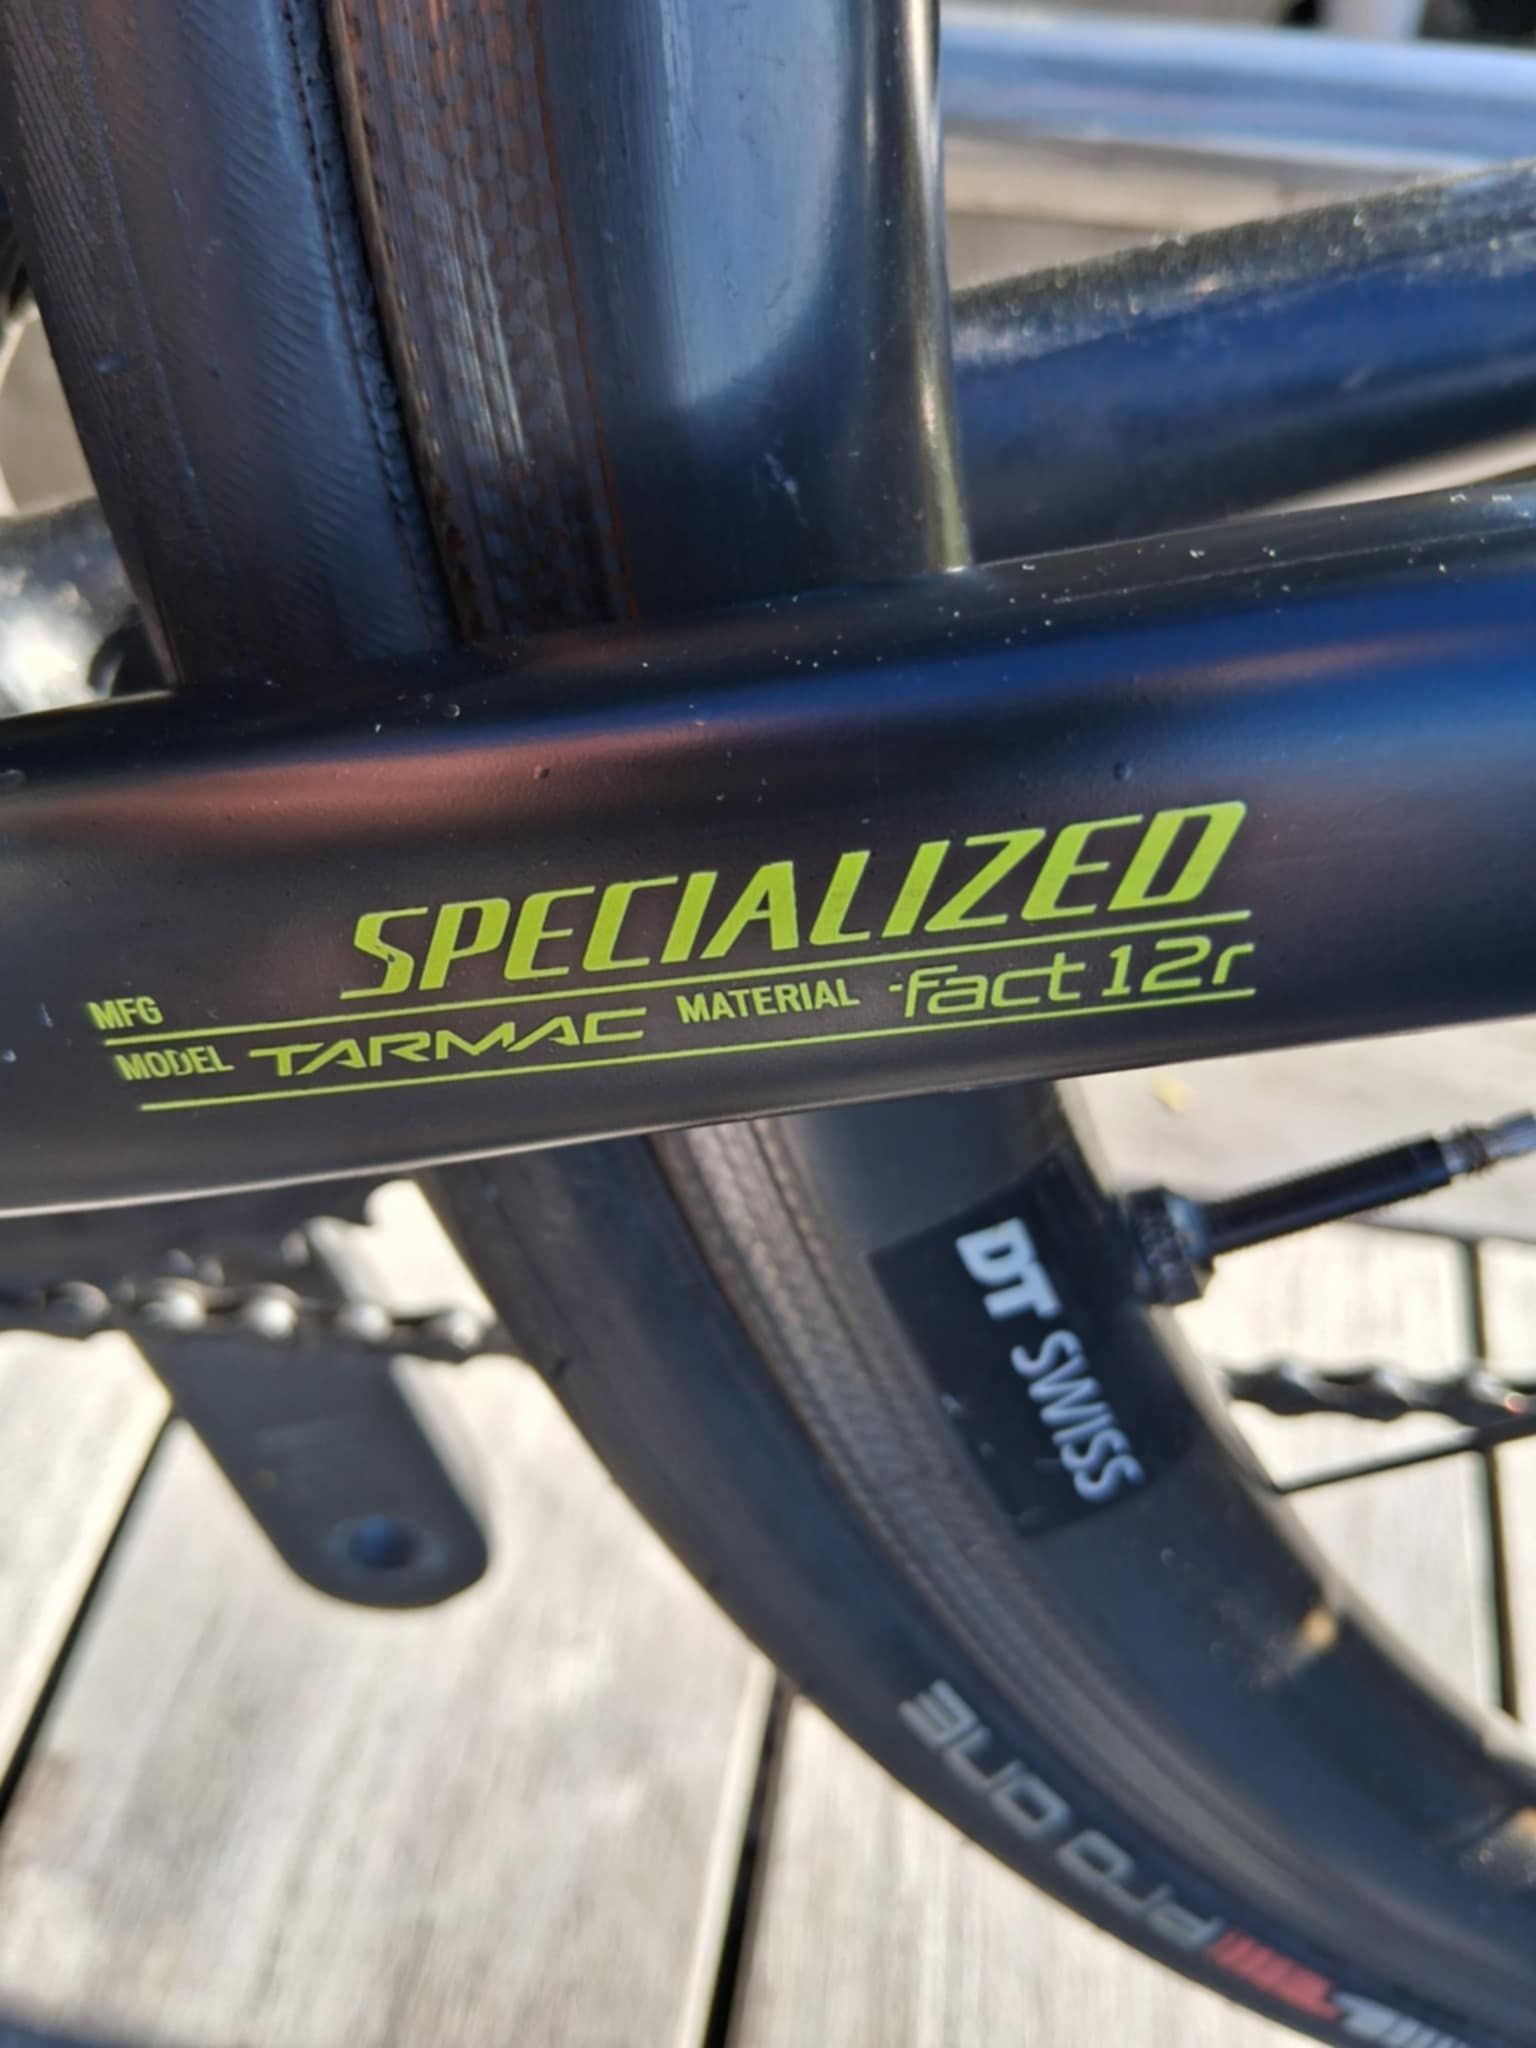 MFG SPECIALIZED
MODEL TARMAC MATERIAL fact 12r
DT SWISS
PRO ONE